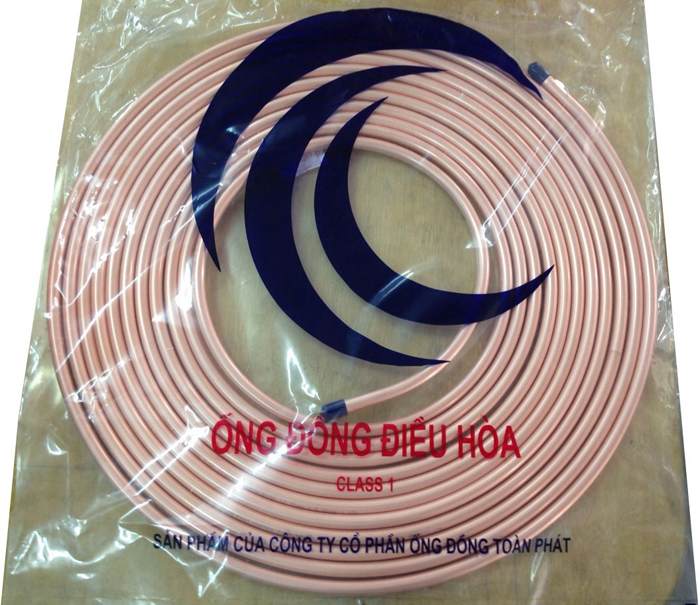 ỐNG ĐỒNG ĐIỀU HÒA
CLASS 1
SẢN PHẨM CỦA CÔNG TY CỔ PHẦN ỐNG ĐỒNG TOÀN PHÁT